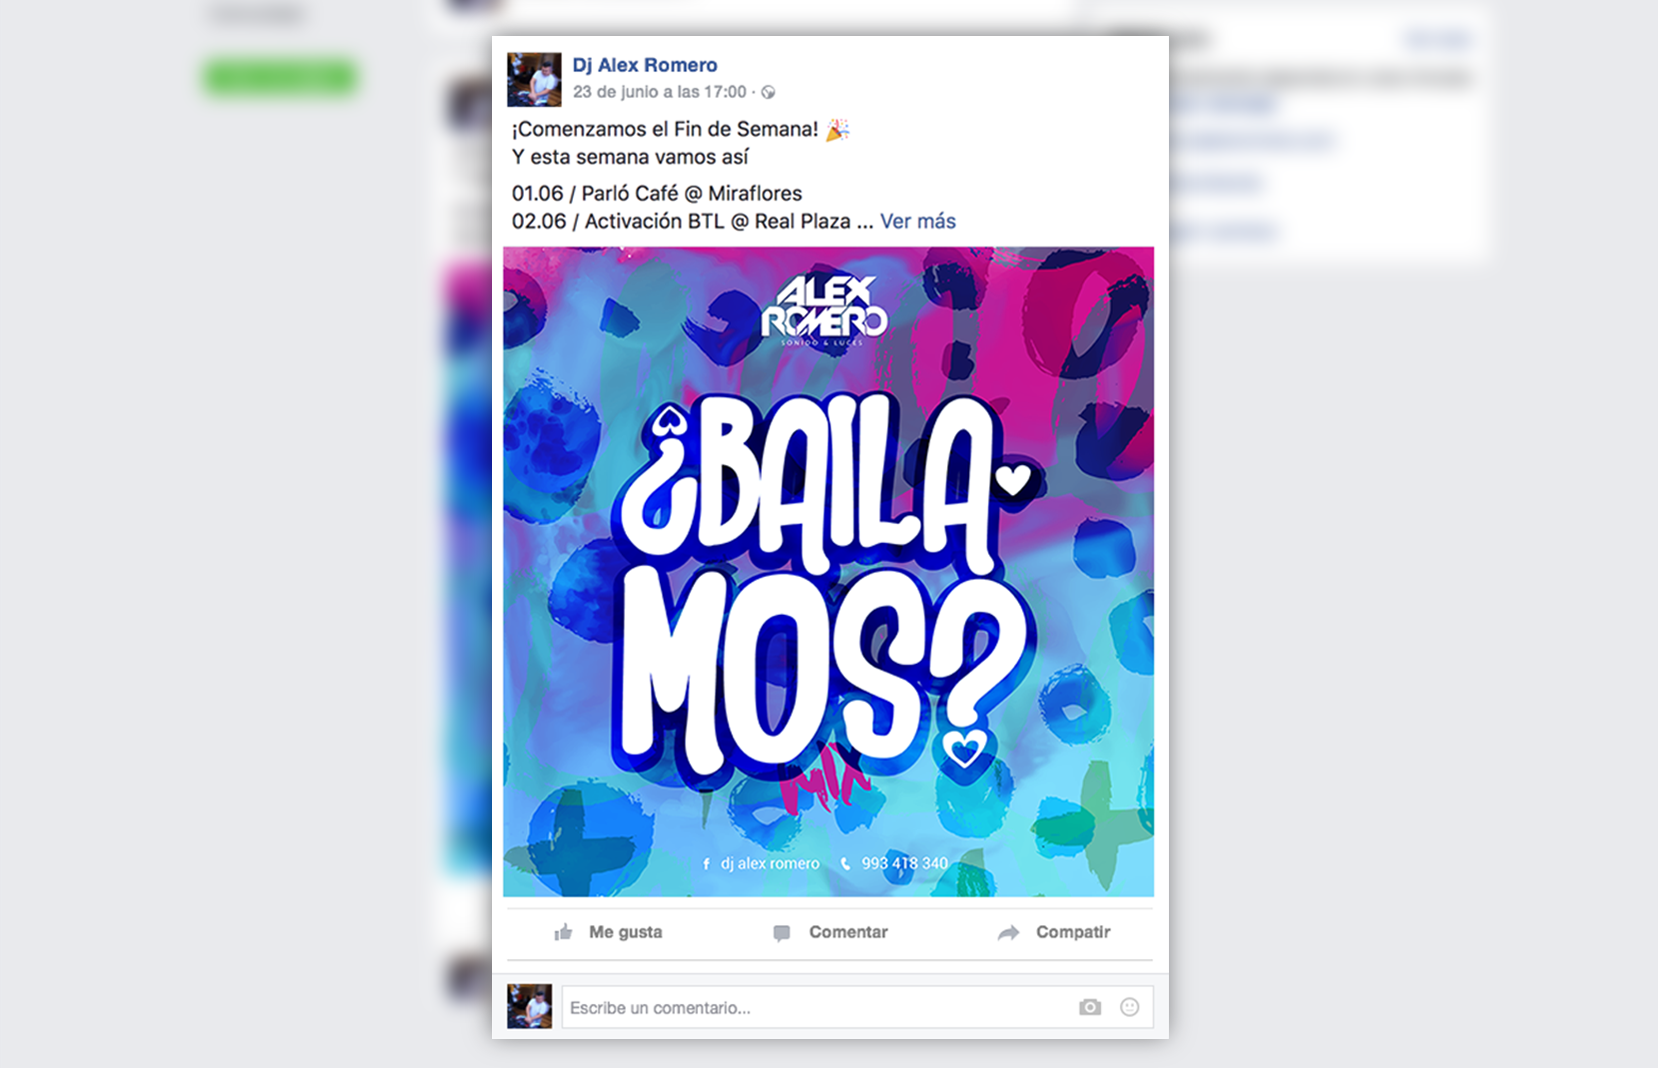 Dj Alex Romero
23 de junio a las 17:00 ·
¡Comenzamos el Fin de Semana! 🎉
Y esta semana vamos así
01.06 / Parló Café @ Miraflores
02.06 / Activación BTL @ Real Plaza ... Ver más
ALEX
ROMERO
SONIDO & LUCES
¿BAILA
MOS?
MIX
dj alex romero 993 418 340
Me gusta Comentar Compatir
Escribe un comentario...